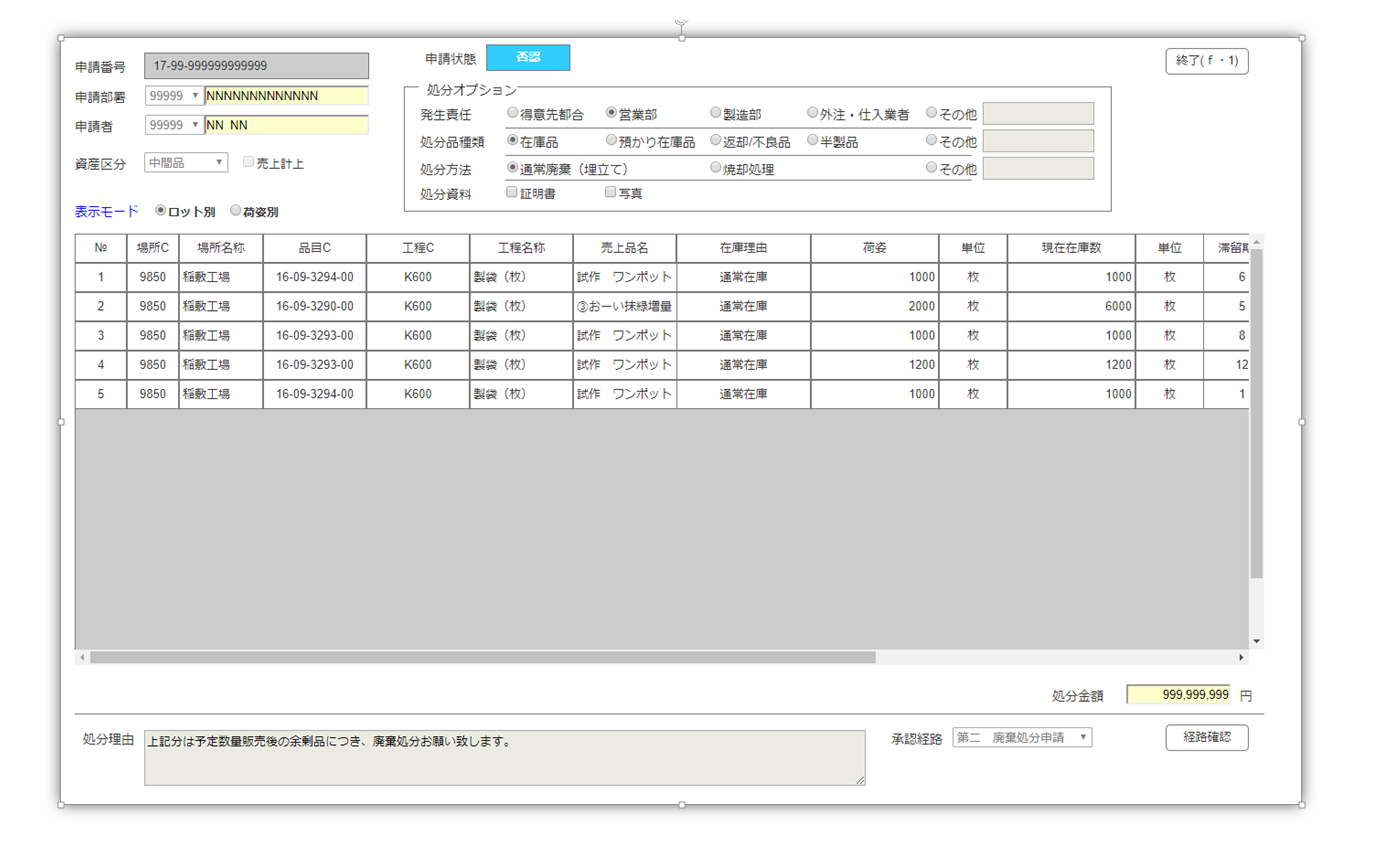 申請番号 17-99-999999999999 申請状態 否認 終了(ｆ・1)
申請部署 99999 NNNNNNNNNNNNN 処分オプション
申請者 99999 NN NN 発生責任 得意先都合 営業部 製造部 外注・仕入業者 その他
処分品種類 在庫品 預かり在庫品 返却/不良品 半製品 その他
資産区分 中間品 売上計上 処分方法 通常廃棄（埋立て） 焼却処理 その他
処分資料 証明書 写真
表示モード ロット別 荷姿別
№ 場所C 場所名称 品目C 工程C 工程名称 売上品名 在庫理由 荷姿 単位 現在在庫数 単位 滞留
1 9850 稲敷工場 16-09-3294-00 K600 製袋（枚） 試作　ワンポット 通常在庫 1000 枚 1000 枚 6
2 9850 稲敷工場 16-09-3290-00 K600 製袋（枚） ③おーい抹緑増量 通常在庫 2000 枚 6000 枚 5
3 9850 稲敷工場 16-09-3293-00 K600 製袋（枚） 試作　ワンポット 通常在庫 1000 枚 1000 枚 8
4 9850 稲敷工場 16-09-3293-00 K600 製袋（枚） 試作　ワンポット 通常在庫 1200 枚 1200 枚 12
5 9850 稲敷工場 16-09-3294-00 K600 製袋（枚） 試作　ワンポット 通常在庫 1000 枚 1000 枚 1
処分金額 999,999,999 円
処分理由 上記分は予定数量販売後の余剰品につき、廃棄処分お願い致します。 承認経路 第二　廃棄処分申請 経路確認